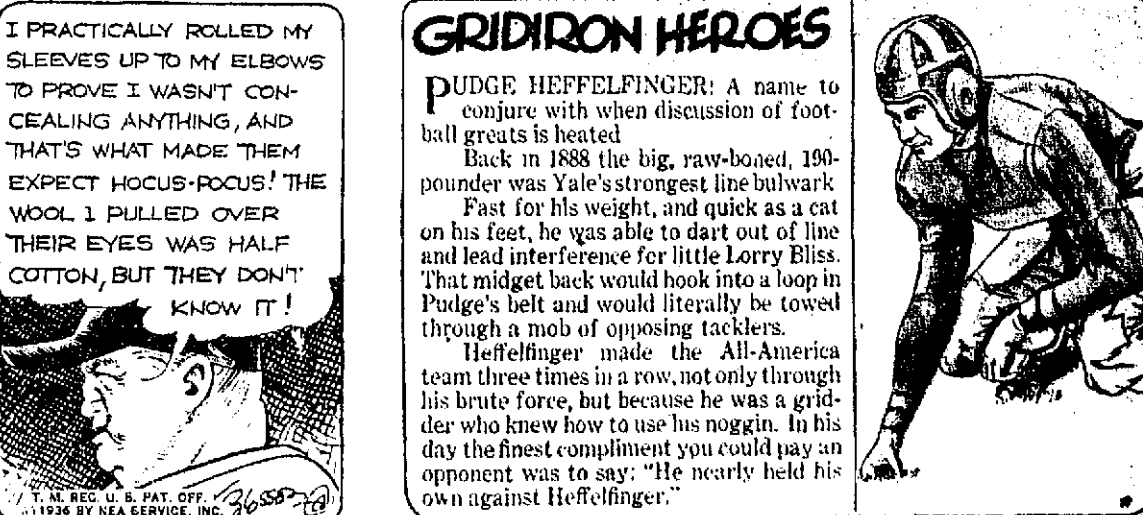 I PRACTICALLY ROLLED MY
SLEEVES UP TO MY ELBOWS
TO PROVE I WASN'T CON-
CEALING ANYTHING, AND
THAT'S WHAT MADE THEM
EXPECT HOCUS-POCUS! THE
WOOL I PULLED OVER
THEIR EYES WAS HALF
COTTON, BUT THEY DON'T
KNOW IT!
T. M. REG. U. S. PAT. OFF.
1936 BY NEA SERVICE, INC.
GRIDIRON HEROES
PUDGE HEFFELFINGER: A name to
conjure with when discussion of foot-
ball greats is heated
Back in 1888 the big, raw-boned, 190-
pounder was Yale's strongest line bulwark
Fast for his weight, and quick as a cat
on his feet, he was able to dart out of line
and lead interference for little Lorry Bliss.
That midget back would hook into a loop in
Pudge's belt and would literally be towed
through a mob of opposing tacklers.
Heffelfinger made the All-America
team three times in a row, not only through
his brute force, but because he was a grid-
der who knew how to use his noggin. In his
day the finest compliment you could pay an
opponent was to say: "He nearly held his
own against Heffelfinger."